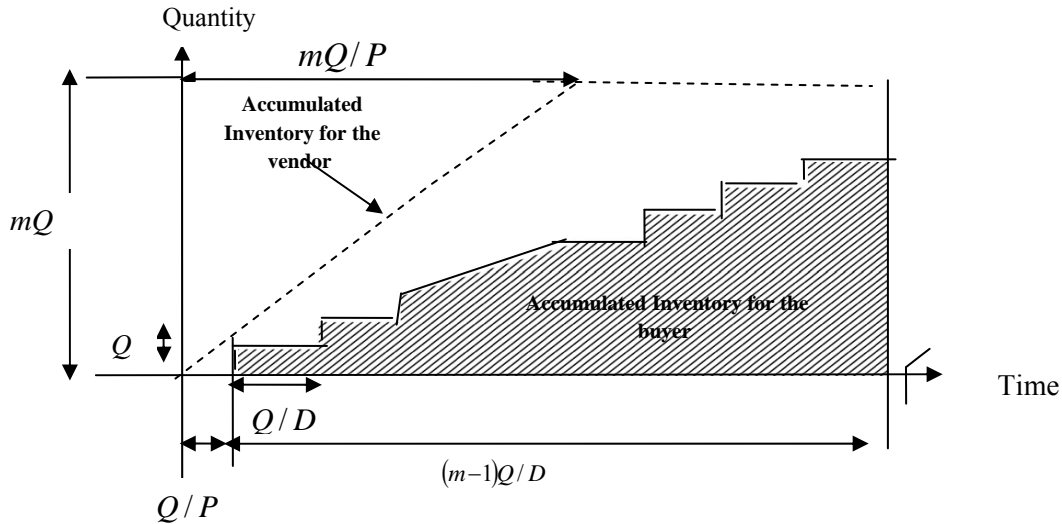 Quantity
mQ/P
Accumulated
Inventory for the
vendor
mQ
Accumulated Inventory for the
buyer
Q
Time
Q/D
(m−1)Q/D
Q/P